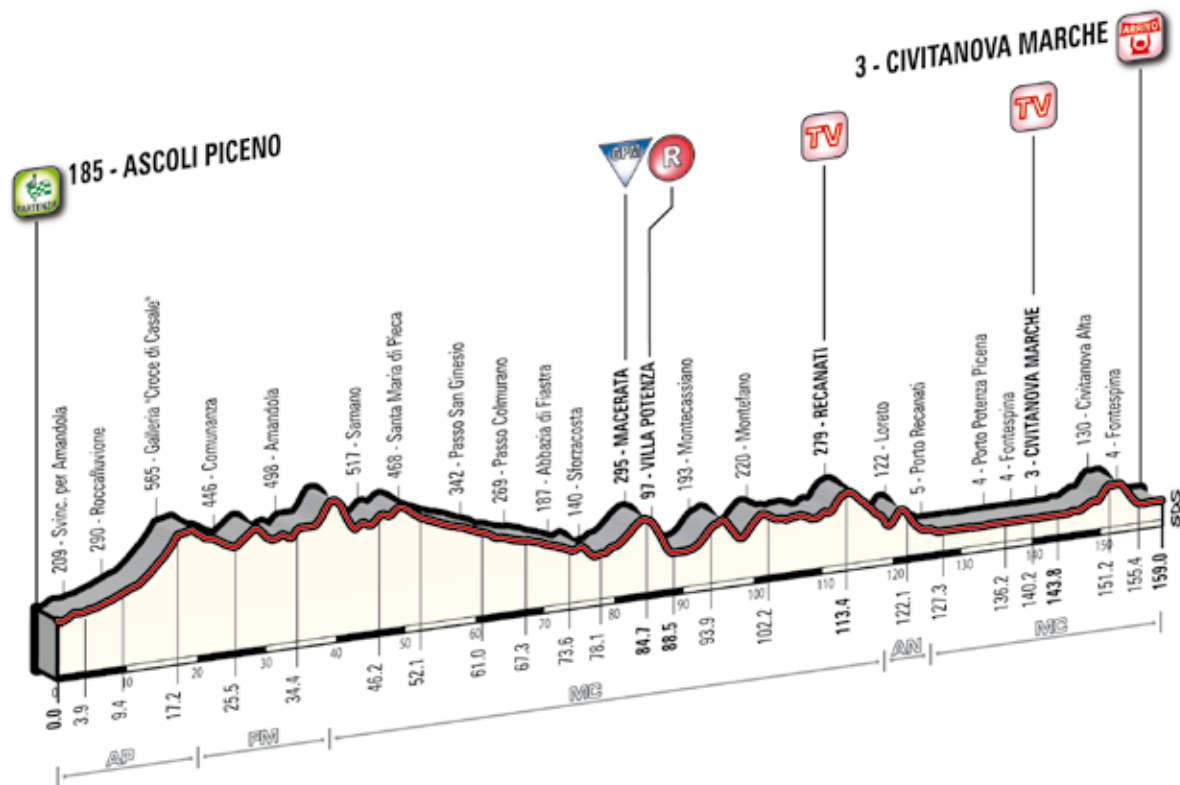 185 - ASCOLI PICENO
3 - CIVITANOVA MARCHE
PARTENZA
ARRIVO
GPM
R
TV
TV
209 - Svinc. per Amandola
290 - Roccafluvione
565 - Galleria "Croce di Casale"
446 - Comunanza
498 - Amandola
517 - Sarnano
468 - Santa Maria di Pieca
342 - Passo San Ginesio
269 - Passo Colmurano
187 - Abbazia di Fiastra
140 - Sforzacosta
295 - MACERATA
97 - VILLA POTENZA
193 - Montecassiano
220 - Montefano
279 - RECANATI
122 - Loreto
5 - Porto Recanati
4 - Porto Potenza Picena
4 - Fontespina
3 - CIVITANOVA MARCHE
130 - Civitanova Alta
4 - Fontespina
SDS
0 10 20 30 40 50 60 70 80 90 100 110 120 130 140 150
0.0 3.9 9.4 17.2 25.5 34.4 46.2 52.1 61.0 67.3 73.6 78.1 84.7 88.5 93.9 102.2 113.4 122.1 127.3 136.2 140.2 143.8 151.2 155.4 159.0
AP FM MC AN MC